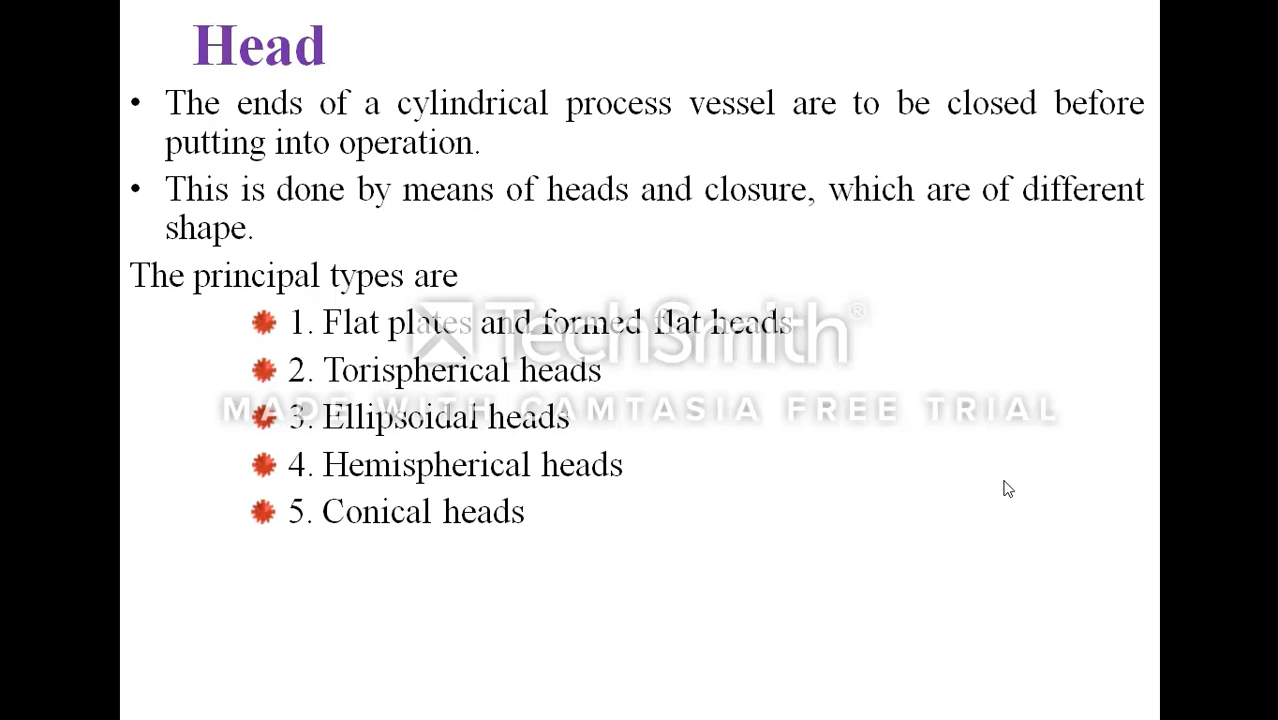 Head
• The ends of a cylindrical process vessel are to be closed before
putting into operation.
• This is done by means of heads and closure, which are of different
shape.
The principal types are
1. Flat plates and formed flat heads
TechSmith®
2. Torispherical heads
MADE WITH CAMTASIA FREE TRIAL
3. Ellipsoidal heads
4. Hemispherical heads
5. Conical heads